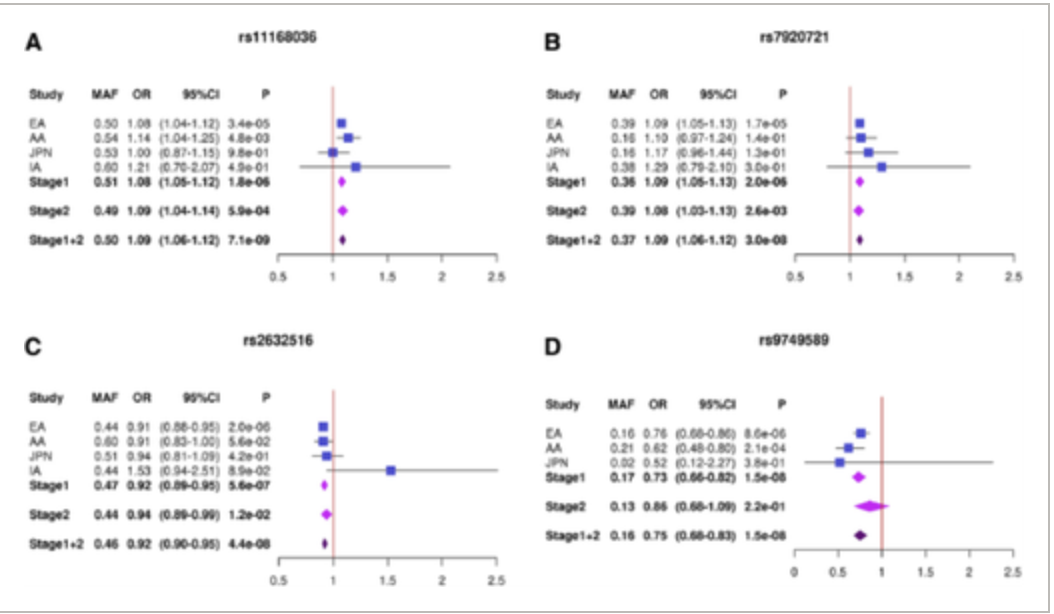 A
rs11168036
Study MAF OR 95%CI P
EA 0.50 1.08 (1.04-1.12) 3.4e-05
AA 0.54 1.14 (1.04-1.25) 4.8e-03
JPN 0.53 1.00 (0.87-1.15) 9.8e-01
IA 0.60 1.21 (0.70-2.07) 4.9e-01
Stage1 0.51 1.08 (1.05-1.12) 1.8e-06
Stage2 0.49 1.09 (1.04-1.14) 5.9e-04
Stage1+2 0.50 1.09 (1.06-1.12) 7.1e-09
0.5 1 1.5 2 2.5
B
rs7920721
Study MAF OR 95%CI P
EA 0.39 1.09 (1.05-1.13) 1.7e-05
AA 0.16 1.10 (0.97-1.24) 1.4e-01
JPN 0.16 1.17 (0.96-1.44) 1.3e-01
IA 0.38 1.29 (0.79-2.10) 3.0e-01
Stage1 0.36 1.09 (1.05-1.13) 2.0e-06
Stage2 0.39 1.08 (1.03-1.13) 2.6e-03
Stage1+2 0.37 1.09 (1.06-1.12) 3.0e-08
0.5 1 1.5 2 2.5
C
rs2632516
Study MAF OR 95%CI P
EA 0.44 0.91 (0.88-0.95) 2.0e-06
AA 0.60 0.91 (0.83-1.00) 5.6e-02
JPN 0.51 0.94 (0.81-1.09) 4.2e-01
IA 0.44 1.53 (0.94-2.51) 8.9e-02
Stage1 0.47 0.92 (0.89-0.95) 5.6e-07
Stage2 0.44 0.94 (0.89-0.99) 1.2e-02
Stage1+2 0.46 0.92 (0.90-0.95) 4.4e-08
0.5 1 1.5 2 2.5
D
rs9749589
Study MAF OR 95%CI P
EA 0.16 0.76 (0.68-0.86) 8.6e-06
AA 0.21 0.62 (0.48-0.80) 2.1e-04
JPN 0.02 0.52 (0.12-2.27) 3.8e-01
Stage1 0.17 0.73 (0.66-0.82) 1.5e-08
Stage2 0.13 0.86 (0.68-1.09) 2.2e-01
Stage1+2 0.16 0.75 (0.68-0.83) 1.5e-08
0 0.5 1 1.5 2 2.5